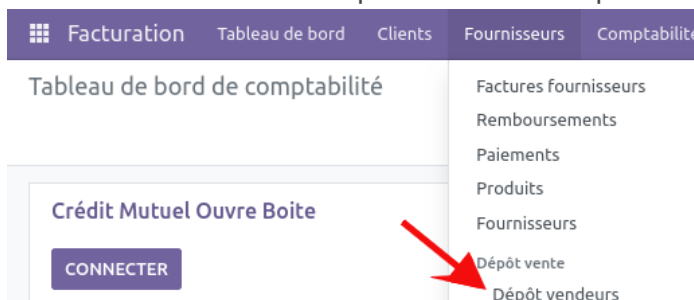 Facturation Tableau de bord Clients Fournisseurs Comptabilité
Tableau de bord de comptabilité
Factures fournisseurs
Remboursements
Paiements
Produits
Fournisseurs
Dépôt vente
Dépôt vendeurs
Crédit Mutuel Ouvre Boite
CONNECTER